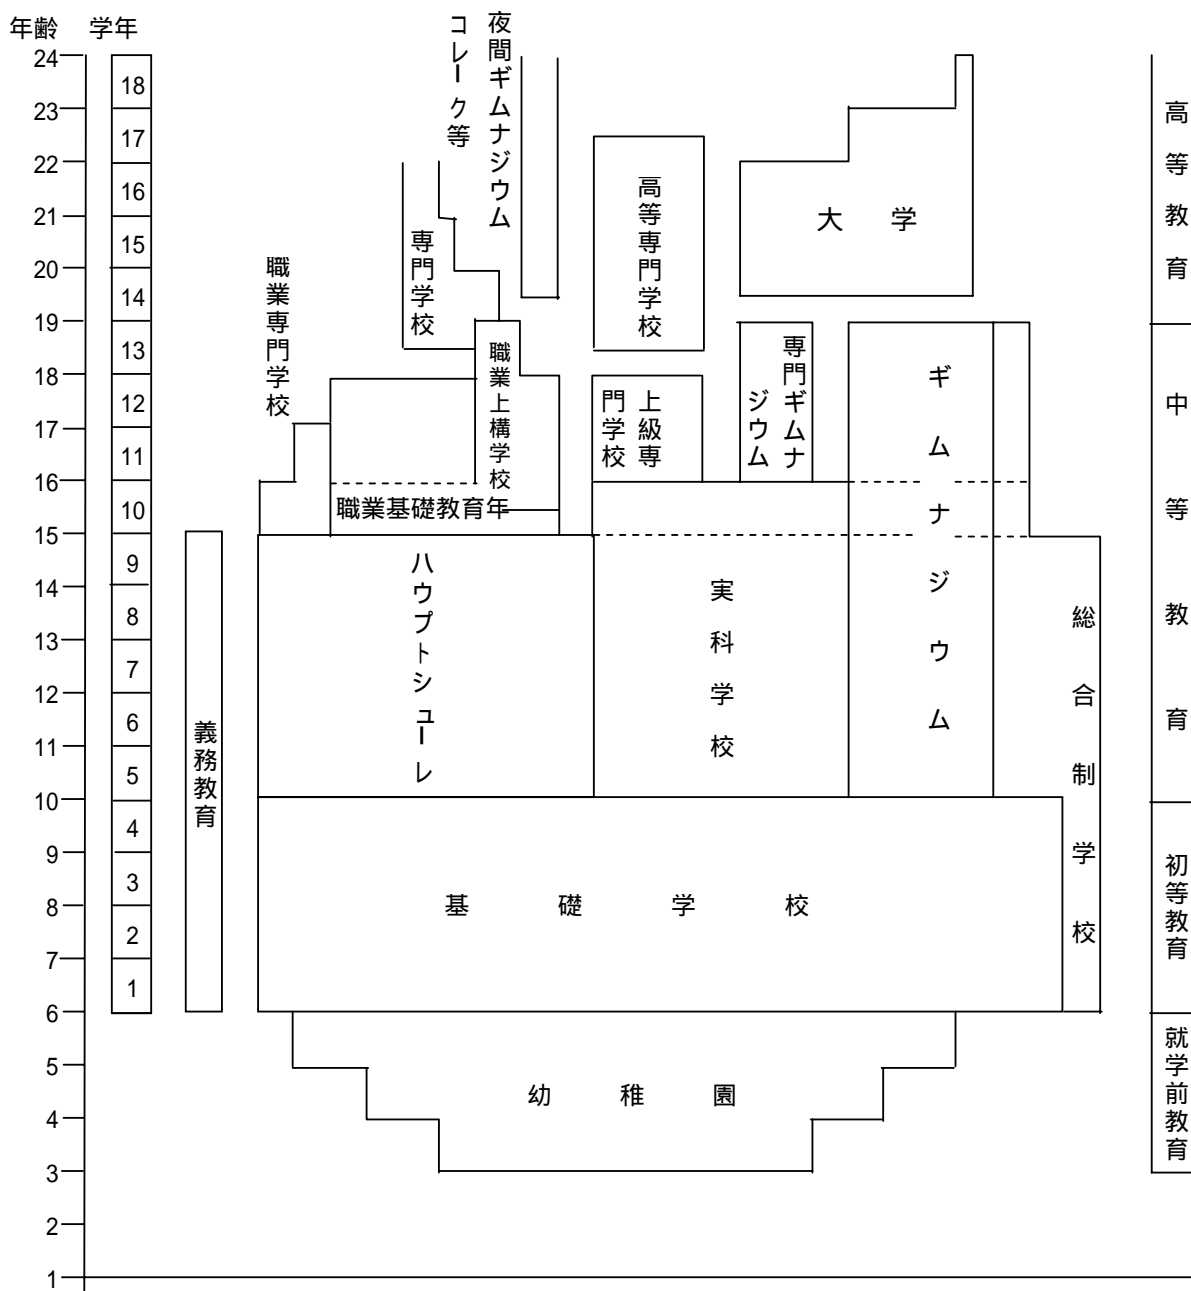 年齢 学年
24
23
22
21
20
19
18
17
16
15
14
13
12
11
10
9
8
7
6
5
4
3
2
1
18
17
16
15
14
13
12
11
10
9
8
7
6
5
4
3
2
1
義務教育
職業専門学校
専門学校
夜間ギムナジウム
コレーク等
職業上構学校
職業基礎教育年
高等専門学校
上級専
門学校
大学
専門ギムナ
ジウム
ギムナジウム
ハウプトシューレ
実科学校
総合制学校
基礎学校
幼稚園
高等教育
中等教育
初等教育
就学前教育